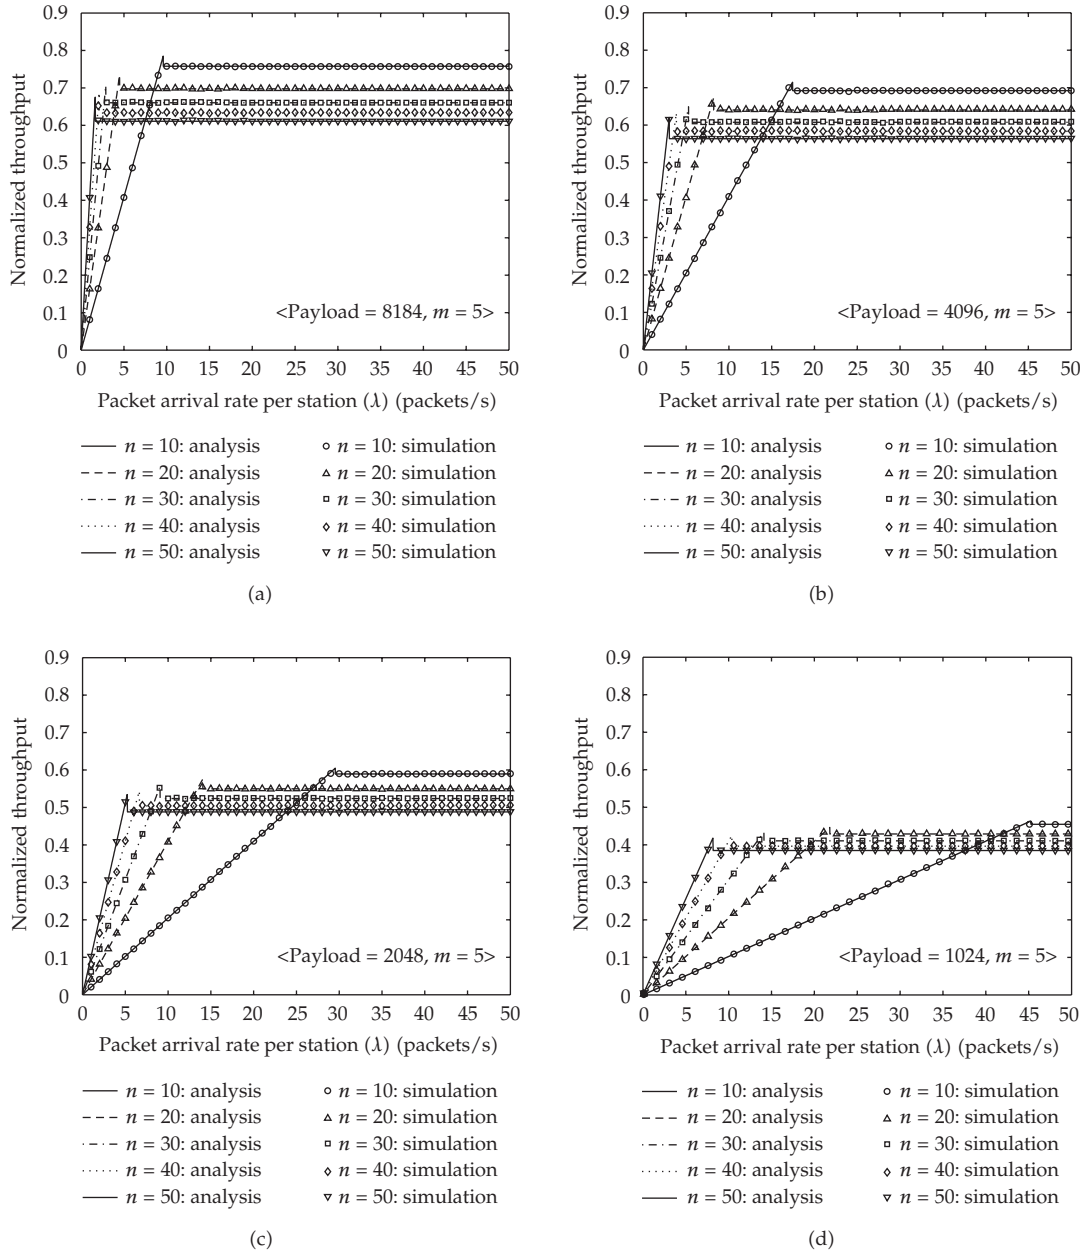 0.9
0.8
0.7
0.6
0.5
0.4
0.3
0.2
0.1
0
Normalized throughput
<Payload = 8184, m = 5>
0 5 10 15 20 25 30 35 40 45 50
Packet arrival rate per station (λ) (packets/s)
n = 10: analysis
n = 20: analysis
n = 30: analysis
n = 40: analysis
n = 50: analysis
n = 10: simulation
n = 20: simulation
n = 30: simulation
n = 40: simulation
n = 50: simulation
(a)
0.9
0.8
0.7
0.6
0.5
0.4
0.3
0.2
0.1
0
Normalized throughput
<Payload = 4096, m = 5>
0 5 10 15 20 25 30 35 40 45 50
Packet arrival rate per station (λ) (packets/s)
n = 10: analysis
n = 20: analysis
n = 30: analysis
n = 40: analysis
n = 50: analysis
n = 10: simulation
n = 20: simulation
n = 30: simulation
n = 40: simulation
n = 50: simulation
(b)
0.9
0.8
0.7
0.6
0.5
0.4
0.3
0.2
0.1
0
Normalized throughput
<Payload = 2048, m = 5>
0 5 10 15 20 25 30 35 40 45 50
Packet arrival rate per station (λ) (packets/s)
n = 10: analysis
n = 20: analysis
n = 30: analysis
n = 40: analysis
n = 50: analysis
n = 10: simulation
n = 20: simulation
n = 30: simulation
n = 40: simulation
n = 50: simulation
(c)
0.9
0.8
0.7
0.6
0.5
0.4
0.3
0.2
0.1
0
Normalized throughput
<Payload = 1024, m = 5>
0 5 10 15 20 25 30 35 40 45 50
Packet arrival rate per station (λ) (packets/s)
n = 10: analysis
n = 20: analysis
n = 30: analysis
n = 40: analysis
n = 50: analysis
n = 10: simulation
n = 20: simulation
n = 30: simulation
n = 40: simulation
n = 50: simulation
(d)